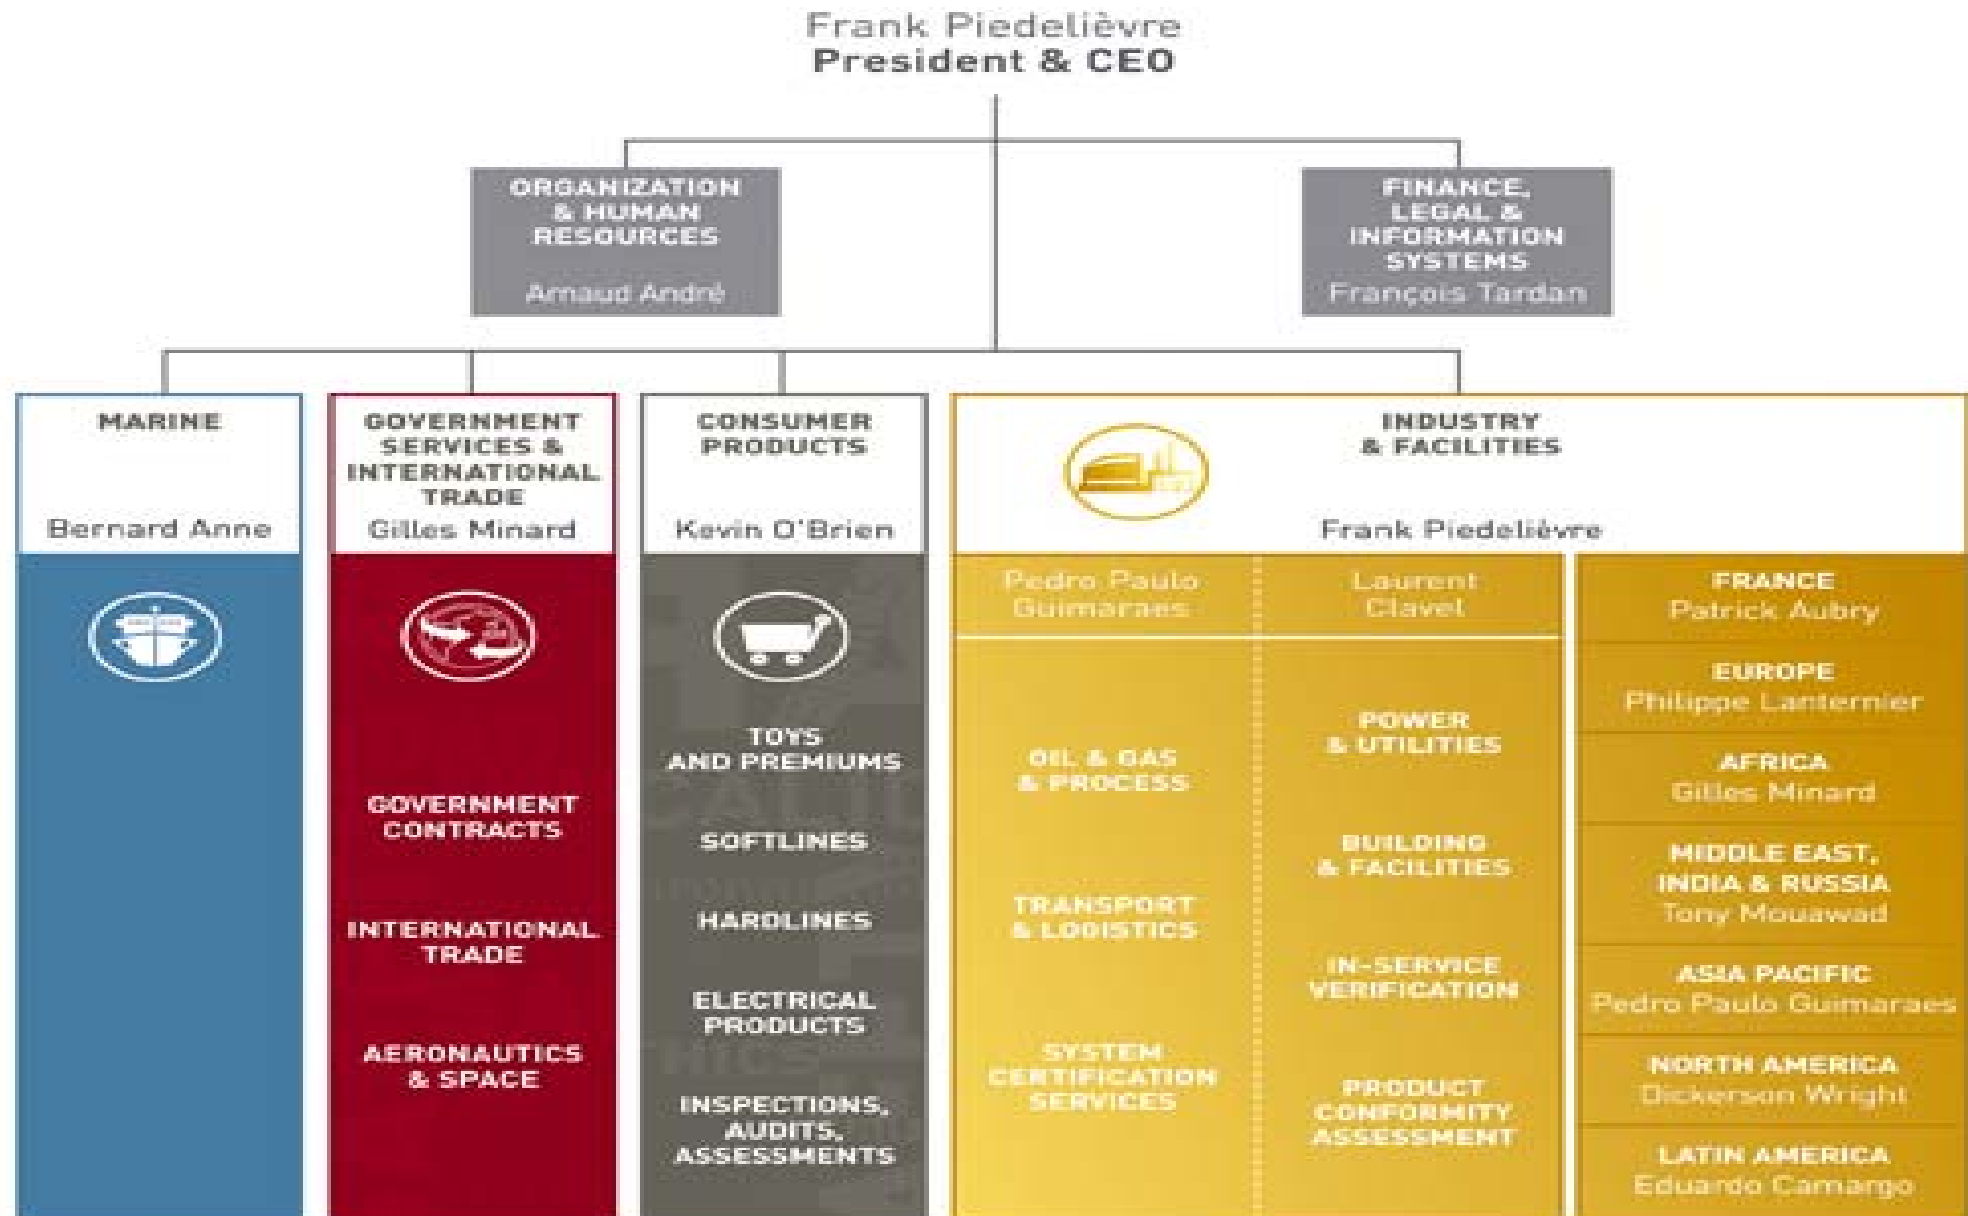 Frank Piedelièvre
President & CEO
ORGANIZATION
& HUMAN
RESOURCES
Arnaud André
FINANCE,
LEGAL &
INFORMATION
SYSTEMS
François Tardan
MARINE
Bernard Anne
GOVERNMENT
SERVICES &
INTERNATIONAL
TRADE
Gilles Minard
CONSUMER
PRODUCTS
Kevin O'Brien
INDUSTRY
& FACILITIES
Frank Piedelièvre
GOVERNMENT
CONTRACTS
INTERNATIONAL
TRADE
AERONAUTICS
& SPACE
TOYS
AND PREMIUMS
SOFTLINES
HARDLINES
ELECTRICAL
PRODUCTS
INSPECTIONS,
AUDITS,
ASSESSMENTS
Pedro Paulo
Guimaraes
OIL & GAS
& PROCESS
TRANSPORT
& LOGISTICS
SYSTEM
CERTIFICATION
SERVICES
Laurent
Clavel
POWER
& UTILITIES
BUILDING
& FACILITIES
IN-SERVICE
VERIFICATION
PRODUCT
CONFORMITY
ASSESSMENT
FRANCE
Patrick Aubry
EUROPE
Philippe Lanternier
AFRICA
Gilles Minard
MIDDLE EAST,
INDIA & RUSSIA
Tony Mouawad
ASIA PACIFIC
Pedro Paulo Guimaraes
NORTH AMERICA
Dickerson Wright
LATIN AMERICA
Eduardo Camargo